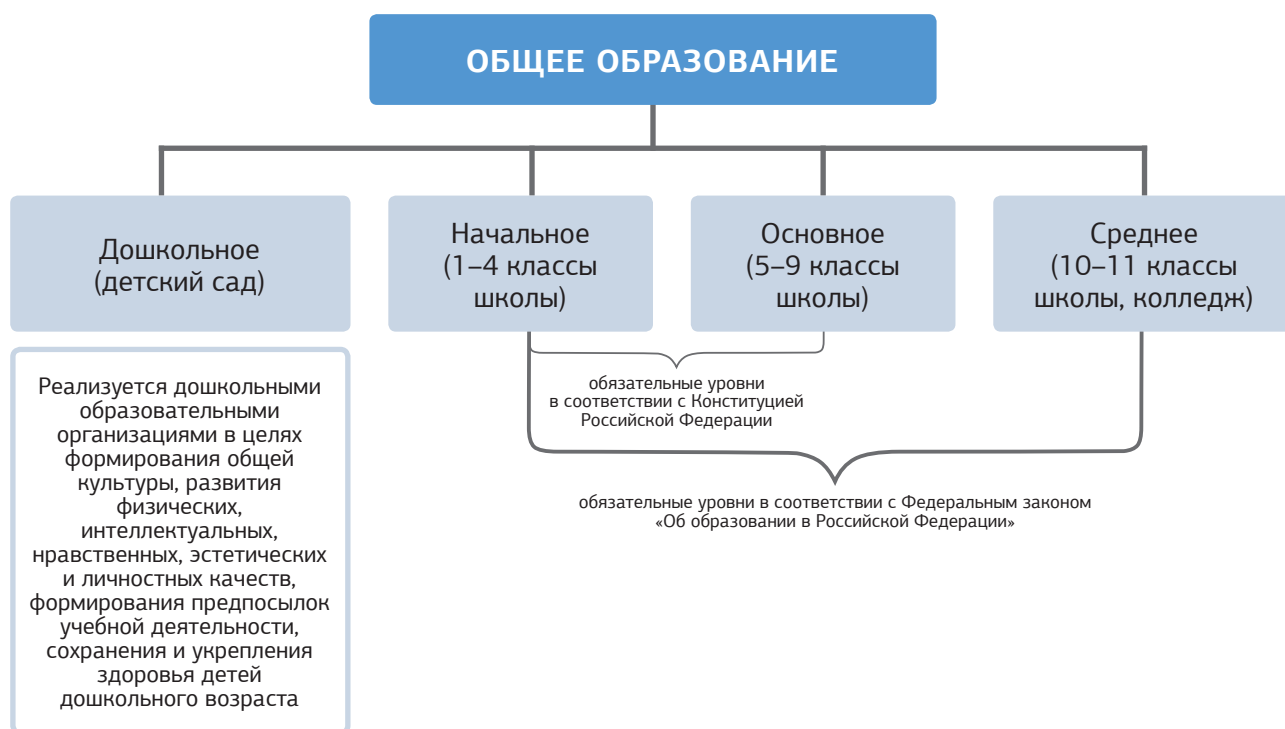 ОБЩЕЕ ОБРАЗОВАНИЕ
Дошкольное
(детский сад)
Начальное
(1–4 классы
школы)
Основное
(5–9 классы
школы)
Среднее
(10–11 классы
школы, колледж)
Реализуется дошкольными
образовательными
организациями в целях
формирования общей
культуры, развития
физических,
интеллектуальных,
нравственных, эстетических
и личностных качеств,
формирования предпосылок
учебной деятельности,
сохранения и укрепления
здоровья детей
дошкольного возраста
обязательные уровни
в соответствии с Конституцией
Российской Федерации
обязательные уровни в соответствии с Федеральным законом
«Об образовании в Российской Федерации»